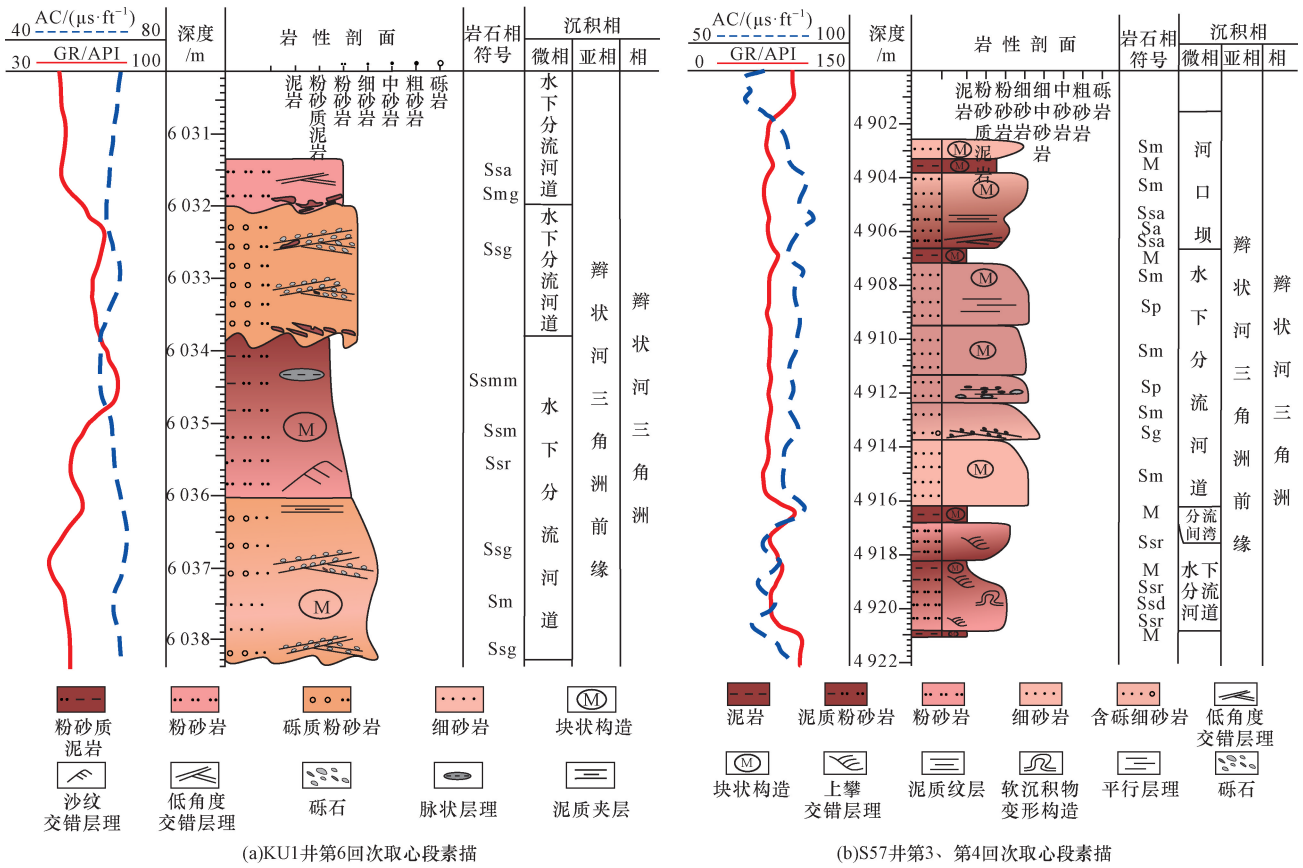 AC/(μs·ft⁻¹)
40 80
GR/API
30 100
深度
/m
岩性剖面
岩石相
符号
沉积相
微相 亚相 相
泥岩
粉砂质泥岩
粉砂岩
细砂岩
中砂岩
粗砂岩
砾岩
6 031
6 032
6 033
6 034
6 035
6 036
6 037
6 038
M
M
Ssa
Smg
Ssg
Ssmm
Ssm
Ssr
Ssg
Sm
Ssg
水下分流河道
水下分流河道
水下分流河道
辫状河三角洲前缘
辫状河三角洲
粉砂质
泥岩
粉砂岩
砾质粉砂岩
细砂岩
M
块状构造
沙纹
交错层理
低角度
交错层理
砾石
脉状层理
泥质夹层
(a)KU1井第6回次取心段素描
AC/(μs·ft⁻¹)
50 100
GR/API
0 150
深度
/m
岩性剖面
岩石相
符号
沉积相
微相 亚相 相
泥岩
粉砂质泥岩
粉砂岩
细砂岩
细中砂岩
中砂岩
粗砂岩
砾岩
4 902
4 904
4 906
4 908
4 910
4 912
4 914
4 916
4 918
4 920
4 922
M
M
M
M
M
M
M
M
M
M
Sm
M
Sm
Ssa
Sa
Ssa
M
Sm
Sp
Sm
Sp
Sm
Sg
Sm
M
Ssr
M
Ssr
Ssd
Ssr
M
河口坝
水下分流河道
分流
间湾
水下
分流
河道
辫状河三角洲前缘
辫状河三角洲
泥岩
泥质粉砂岩
粉砂岩
细砂岩
含砾细砂岩
低角度
交错层理
M
块状构造
上攀
交错层理
泥质纹层
软沉积物
变形构造
平行层理
砾石
(b)S57井第3、第4回次取心段素描